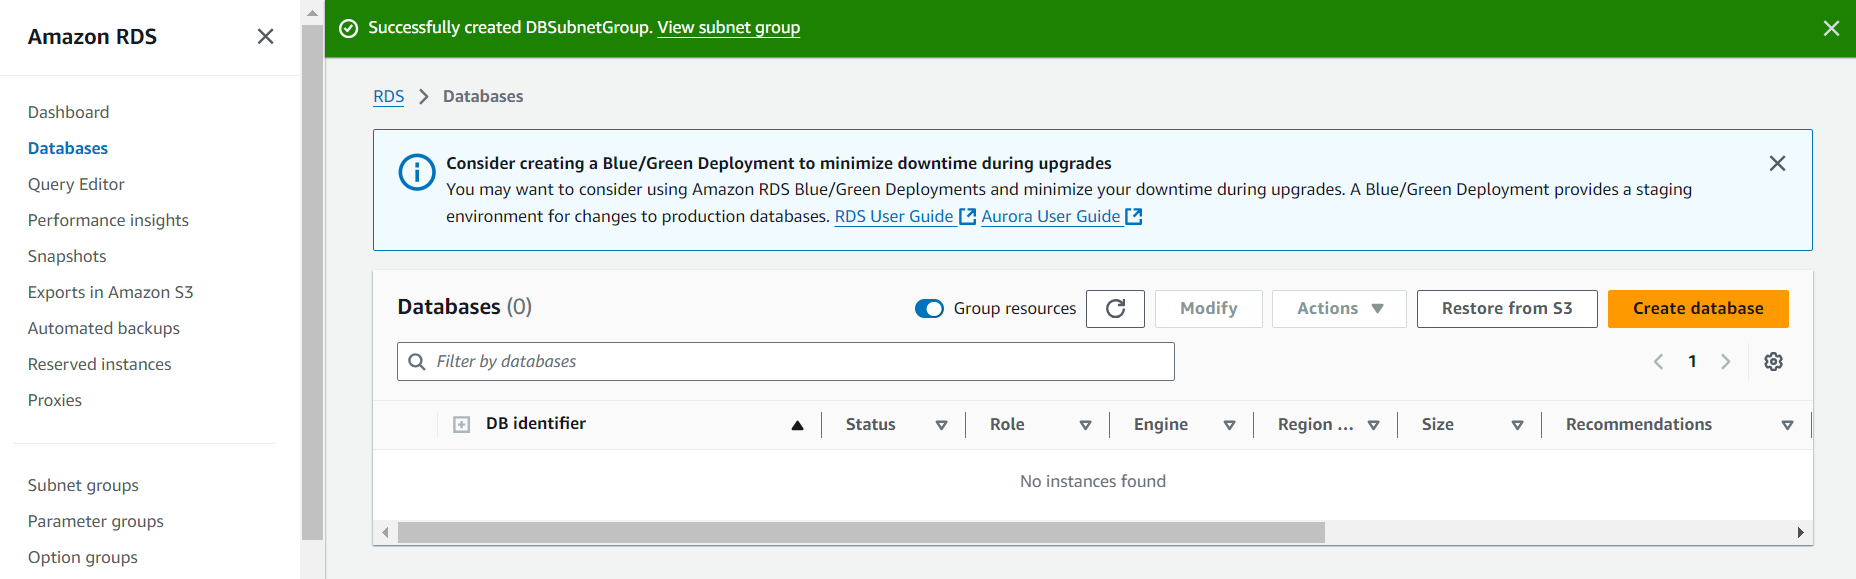 Amazon RDS
Dashboard
Databases
Query Editor
Performance insights
Snapshots
Exports in Amazon S3
Automated backups
Reserved instances
Proxies
Subnet groups
Parameter groups
Option groups
Successfully created DBSubnetGroup. View subnet group
RDS > Databases
Consider creating a Blue/Green Deployment to minimize downtime during upgrades
You may want to consider using Amazon RDS Blue/Green Deployments and minimize your downtime during upgrades. A Blue/Green Deployment provides a staging
environment for changes to production databases. RDS User Guide Aurora User Guide
Databases (0) Group resources Modify Actions Restore from S3 Create database
Filter by databases 1
DB identifier Status Role Engine Region ... Size Recommendations
No instances found